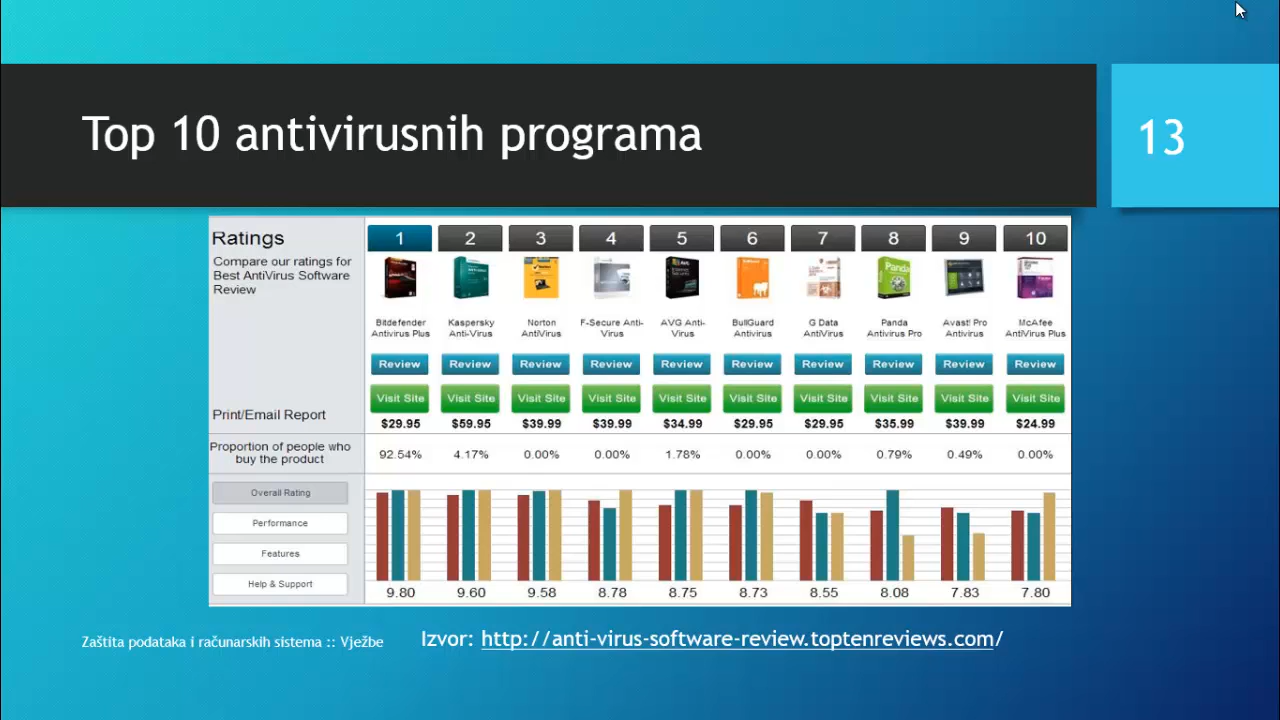 Top 10 antivirusnih programa
13
Ratings
Compare our ratings for
Best AntiVirus Software
Review
1 2 3 4 5 6 7 8 9 10
Bitdefender Kaspersky Norton F-Secure Anti- AVG Anti- BullGuard G Data Panda Avast! Pro McAfee
Antivirus Plus Anti-Virus AntiVirus Virus Virus Antivirus AntiVirus Antivirus Pro Antivirus AntiVirus Plus
Review Review Review Review Review Review Review Review Review Review
Visit Site Visit Site Visit Site Visit Site Visit Site Visit Site Visit Site Visit Site Visit Site Visit Site
Print/Email Report
$29.95 $59.95 $39.99 $39.99 $34.99 $29.95 $29.95 $35.99 $39.99 $24.99
Proportion of people who
buy the product
92.54% 4.17% 0.00% 0.00% 1.78% 0.00% 0.00% 0.79% 0.49% 0.00%
Overall Rating
Performance
Features
Help & Support
9.80 9.60 9.58 8.78 8.75 8.73 8.55 8.08 7.83 7.80
Zaštita podataka i računarskih sistema :: Vježbe
Izvor: http://anti-virus-software-review.toptenreviews.com/